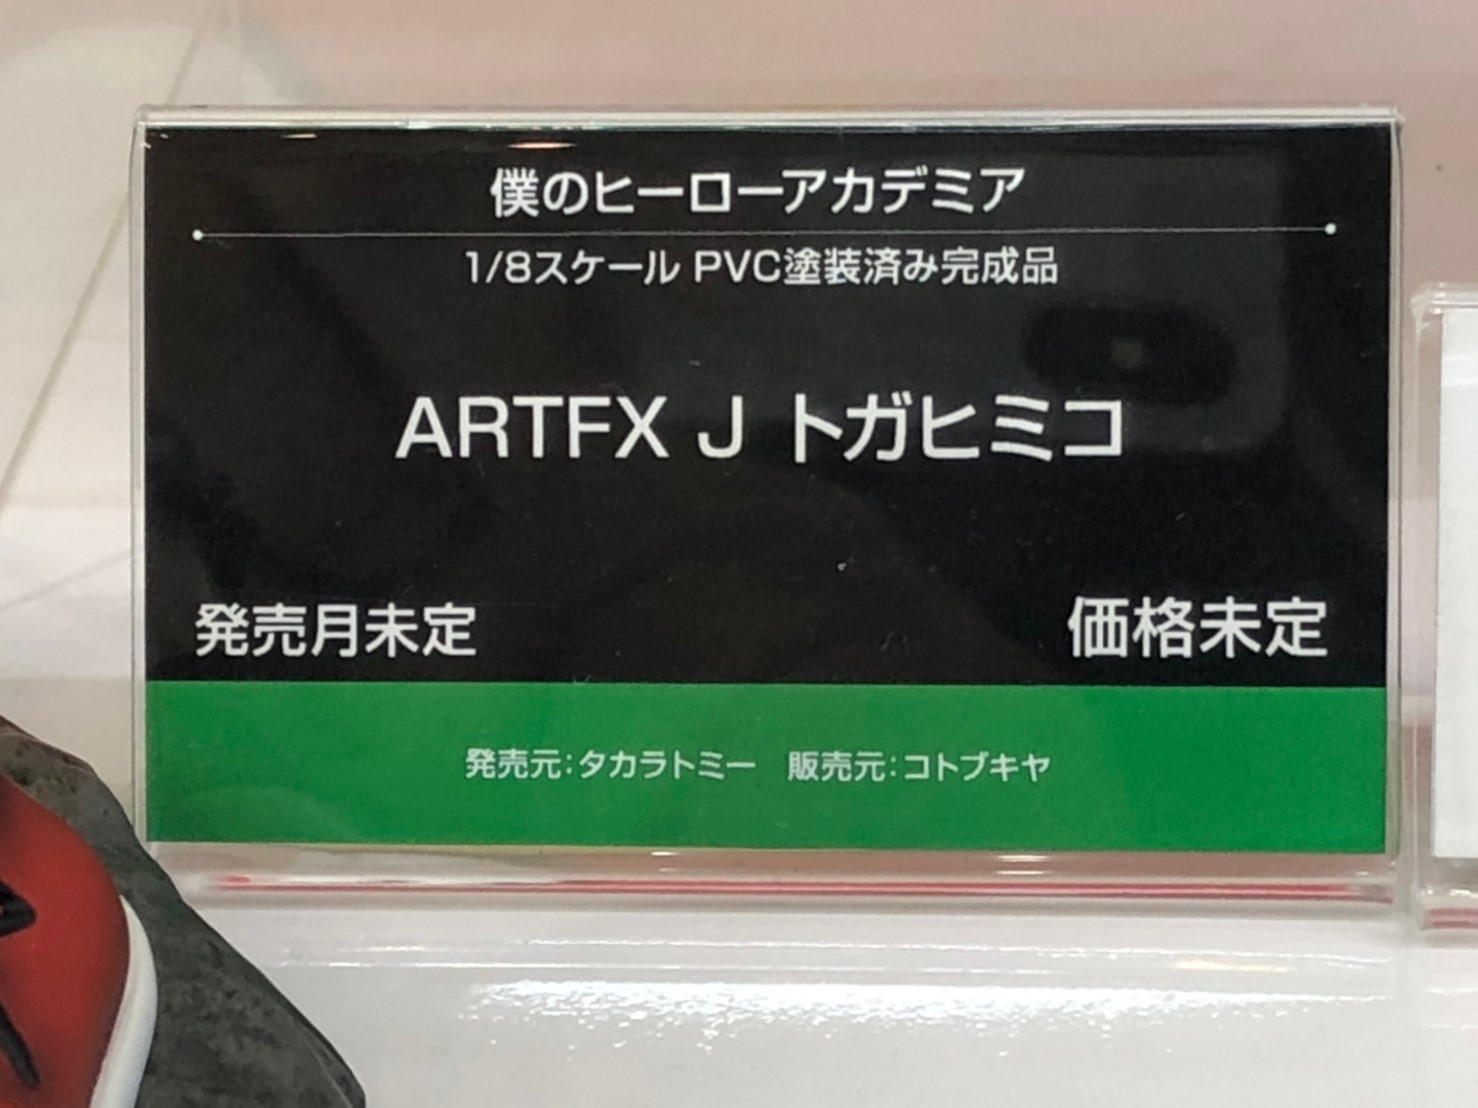 僕のヒーローアカデミア
1/8スケール PVC塗装済み完成品
ARTFX J トガヒミコ
発売月未定 価格未定
発売元：タカラトミー 販売元：コトブキヤ